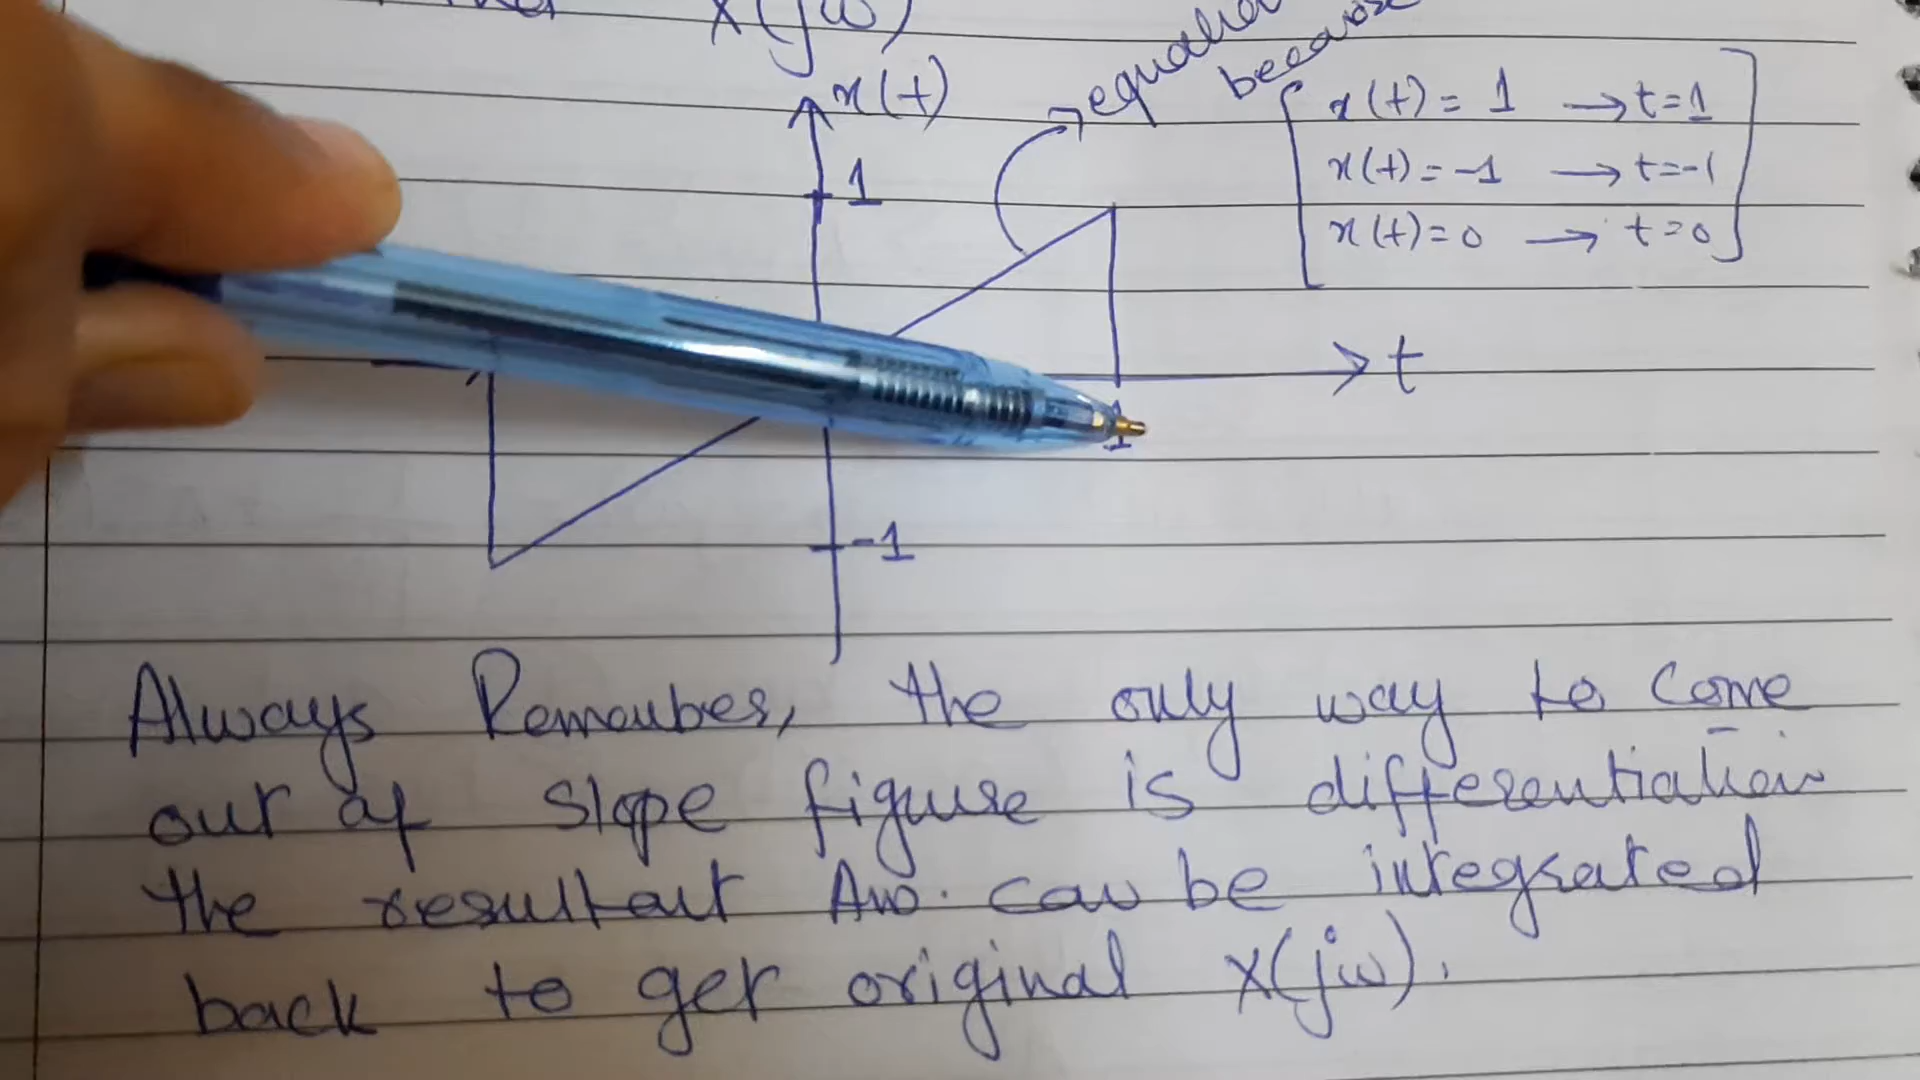 X(jω)
x(t)
because
x(t) = 1 → t=1
x(t) = -1 → t=-1
x(t) = 0 → t=0
1
t
1
-1
Always Remember, the only way to come
out of slope figure is differentiation
the resultant Ans. can be integrated
back to get original X(jω).